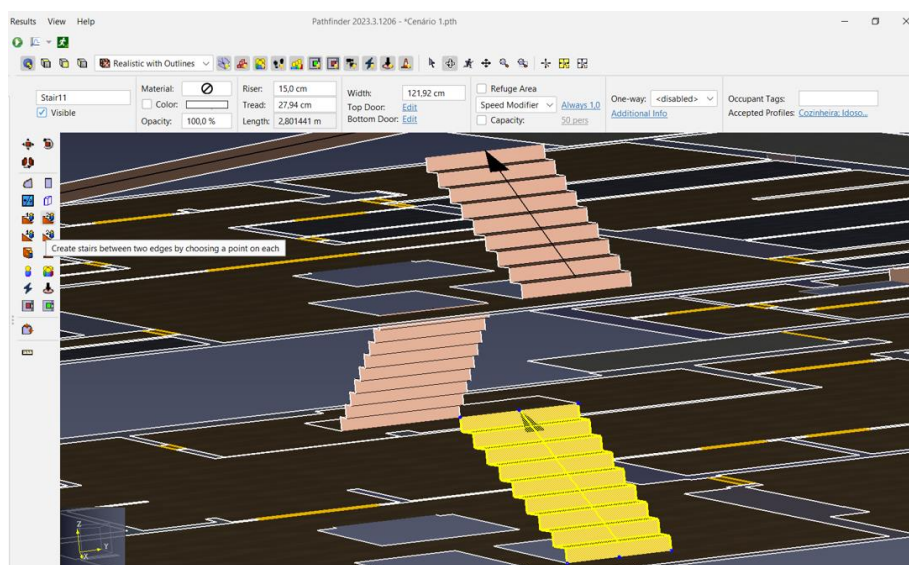 Results View Help Pathfinder 2023.3.1206 - *Cenário 1.pth
Realistic with Outlines
Stair11
Visible
Material:
Color:
Opacity: 100,0 %
Riser: 15,0 cm
Tread: 27,94 cm
Length: 2,801441 m
Width: 121,92 cm
Top Door: Edit
Bottom Door: Edit
Refuge Area
Speed Modifier Always 1,0
Capacity: 50 pers
One-way: <disabled>
Additional Info
Occupant Tags:
Accepted Profiles: Cozinheira; Idoso...
Create stairs between two edges by choosing a point on each
Z
Y
X